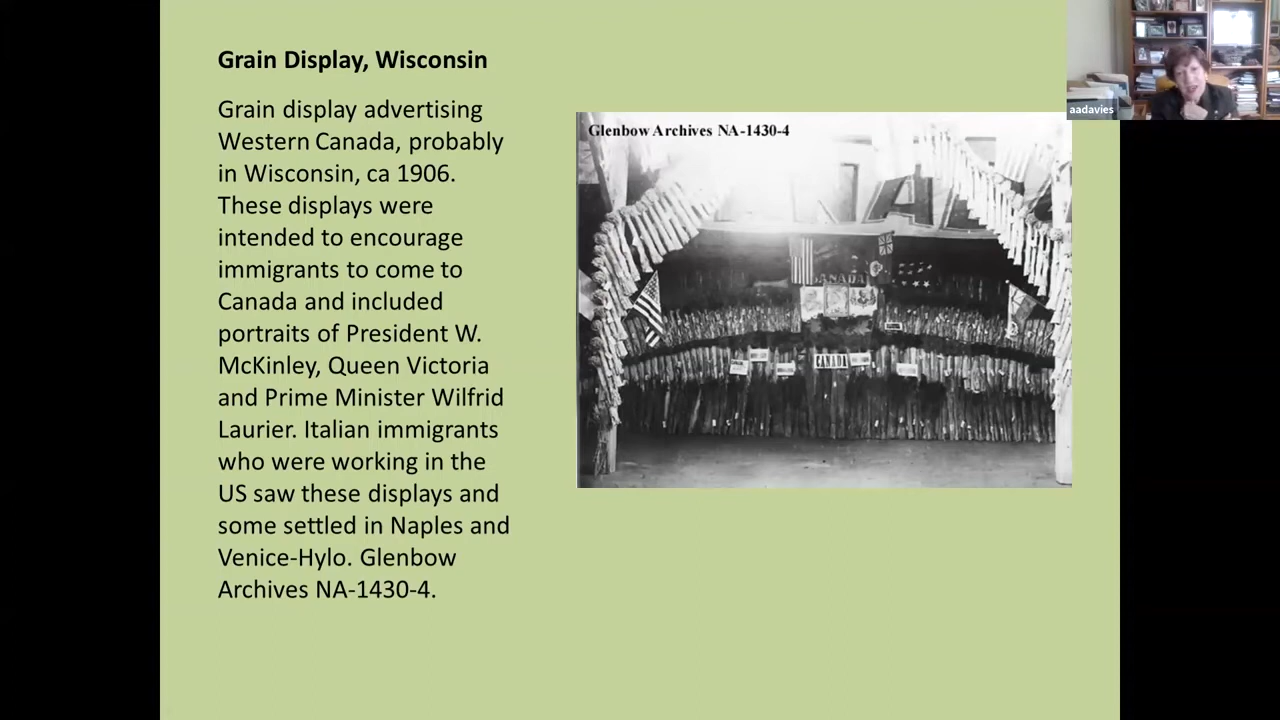 Grain Display, Wisconsin
Grain display advertising
Western Canada, probably
in Wisconsin, ca 1906.
These displays were
intended to encourage
immigrants to come to
Canada and included
portraits of President W.
McKinley, Queen Victoria
and Prime Minister Wilfrid
Laurier. Italian immigrants
who were working in the
US saw these displays and
some settled in Naples and
Venice-Hylo. Glenbow
Archives NA-1430-4.
Glenbow Archives NA-1430-4
NA
CANADA
CANADA
aadavies